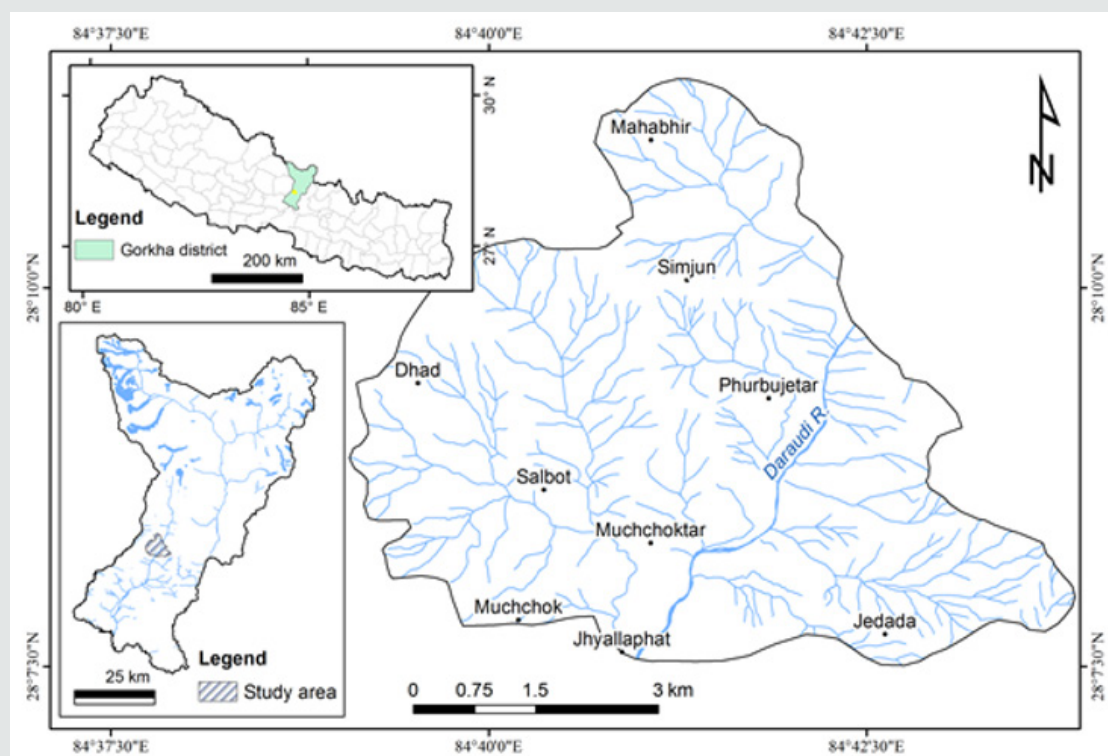 84°37'30"E
84°40'0"E
84°42'30"E
30° N
27° N
Legend
Gorkha district
200 km
80° E
85° E
N
Mahabhir
Simjun
28°10'0"N
28°10'0"N
Dhad
Phurbujetar
Daraudi R.
Salbot
Muchchoktar
Muchchok
Jhyallaphat
Jedada
Legend
25 km
Study area
28°7'30"N
28°7'30"N
0 0.75 1.5 3 km
84°37'30"E
84°40'0"E
84°42'30"E